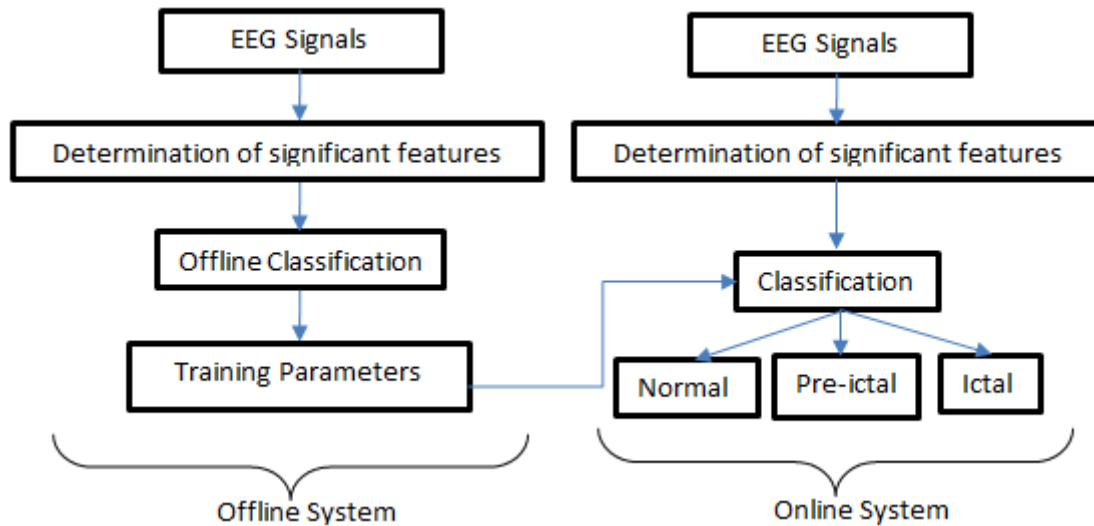 EEG Signals
Determination of significant features
Offline Classification
Training Parameters
Offline System
EEG Signals
Determination of significant features
Classification
Normal
Pre-ictal
Ictal
Online System